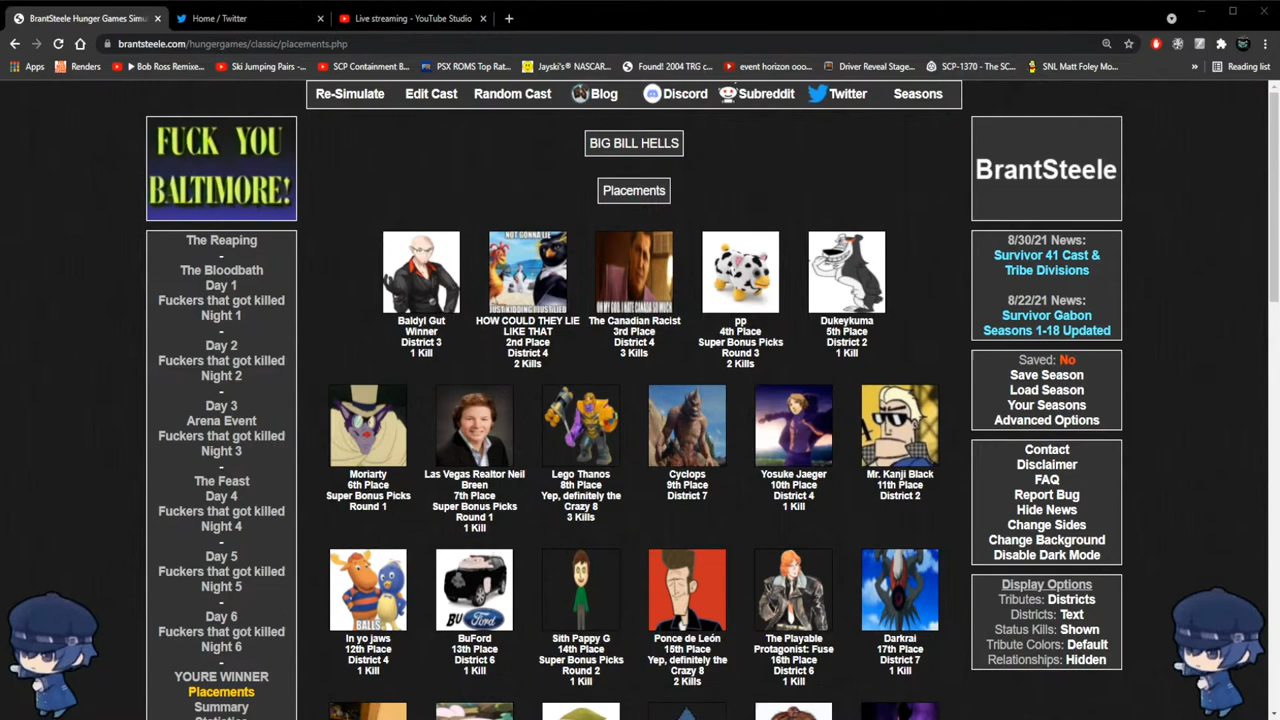 BrantSteele Hunger Games Simu
Home / Twitter
Live streaming - YouTube Studio
brantsteele.com/hungergames/classic/placements.php
Apps
Renders
Bob Ross Remixe...
Ski Jumping Pairs -...
SCP Containment B...
PSX ROMS Top Rat...
Jayski's® NASCAR...
Found! 2004 TRG c...
event horizon ooo...
Driver Reveal Stage...
SCP-1370 - The SC...
SNL Matt Foley Mo...
Reading list
Re-Simulate
Edit Cast
Random Cast
Blog
Discord
Subreddit
Twitter
Seasons
FUCK YOU
BALTIMORE!
The Reaping
-
The Bloodbath
Day 1
Fuckers that got killed
Night 1
-
Day 2
Fuckers that got killed
Night 2
-
Day 3
Arena Event
Fuckers that got killed
Night 3
-
The Feast
Day 4
Fuckers that got killed
Night 4
-
Day 5
Fuckers that got killed
Night 5
-
Day 6
Fuckers that got killed
Night 6
-
YOURE WINNER
Placements
Summary
BIG BILL HELLS
Placements
Baldyl Gut
Winner
District 3
1 Kill
NOT GONNA LIE
HOW COULD THEY LIE
LIKE THAT
2nd Place
District 4
2 Kills
OH MY GOD, I HATE CANADA SO MUCH
The Canadian Racist
3rd Place
District 4
3 Kills
pp
4th Place
Super Bonus Picks
Round 3
2 Kills
Dukeykuma
5th Place
District 2
1 Kill
Moriarty
6th Place
Super Bonus Picks
Round 1
Las Vegas Realtor Neil
Breen
7th Place
Super Bonus Picks
Round 1
1 Kill
Lego Thanos
8th Place
Yep, definitely the
Crazy 8
3 Kills
Cyclops
9th Place
District 7
Yosuke Jaeger
10th Place
District 4
1 Kill
Mr. Kanji Black
11th Place
District 2
BALLS
In yo jaws
12th Place
District 4
1 Kill
BU Ford
BuFord
13th Place
District 6
1 Kill
Sith Pappy G
14th Place
Super Bonus Picks
Round 2
1 Kill
Ponce de León
15th Place
Yep, definitely the
Crazy 8
2 Kills
The Playable
Protagonist: Fuse
16th Place
District 6
1 Kill
Darkrai
17th Place
District 7
1 Kill
BrantSteele
8/30/21 News:
Survivor 41 Cast &
Tribe Divisions
8/22/21 News:
Survivor Gabon
Seasons 1-18 Updated
Saved: No
Save Season
Load Season
Your Seasons
Advanced Options
Contact
Disclaimer
FAQ
Report Bug
Hide News
Change Sides
Change Background
Disable Dark Mode
Display Options
Tributes: Districts
Districts: Text
Status Kills: Shown
Tribute Colors: Default
Relationships: Hidden